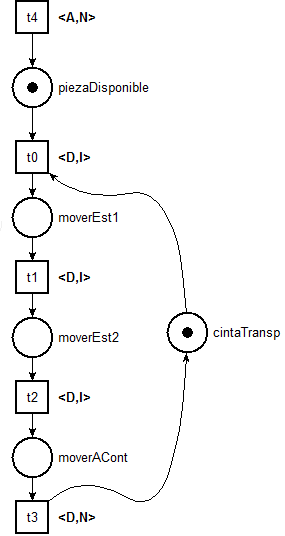 t4 <A,N>
piezaDisponible
t0 <D,I>
moverEst1
t1 <D,I>
moverEst2
cintaTransp
t2 <D,I>
moverACont
t3 <D,N>